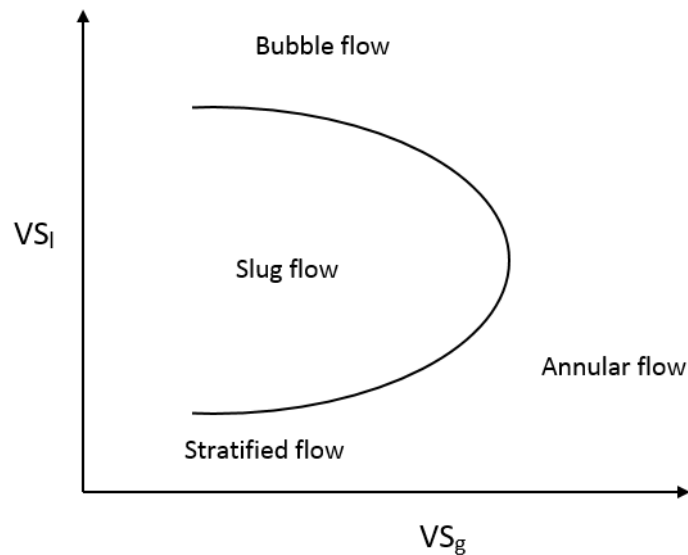 Bubble flow
VSl
Slug flow
Annular flow
Stratified flow
VSg